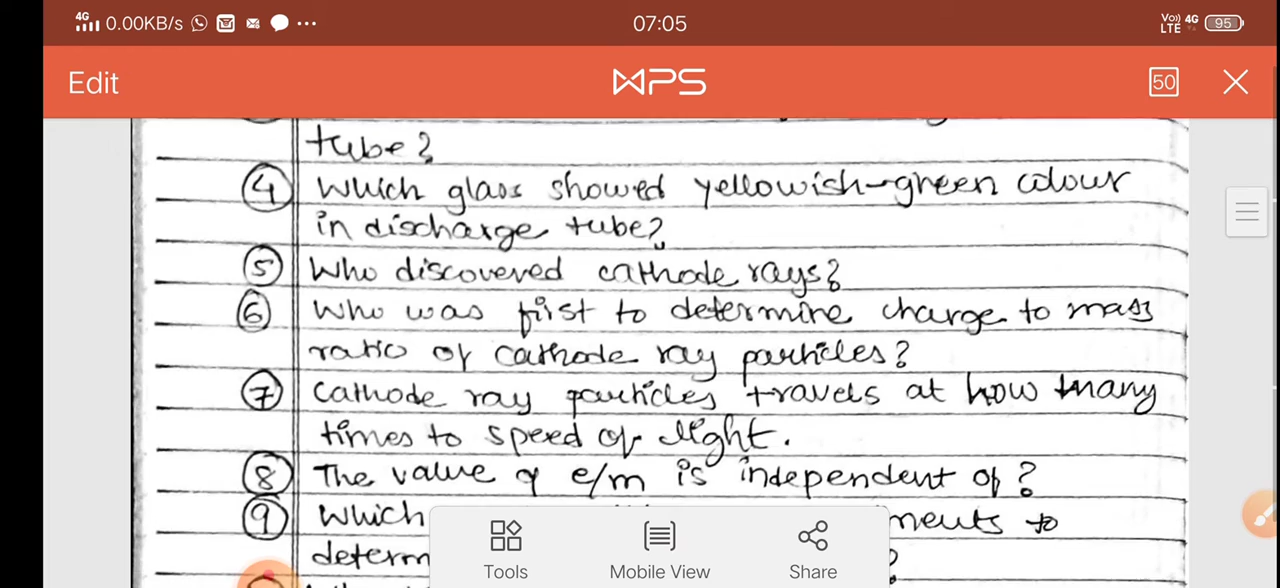 4G 0.00KB/s ... 07:05 Vo)) LTE 4G 95
Edit WPS 50
tube?
4 Which glass showed yellowish-green colour
in discharge tube?
5 Who discovered cathode rays?
6 Who was first to determine charge to mass
ratio of cathode ray particles?
7 Cathode ray particles travels at how many
times to speed of light.
8 The value of e/m is independent of?
9 Which ments to
determ ?
Tools Mobile View Share